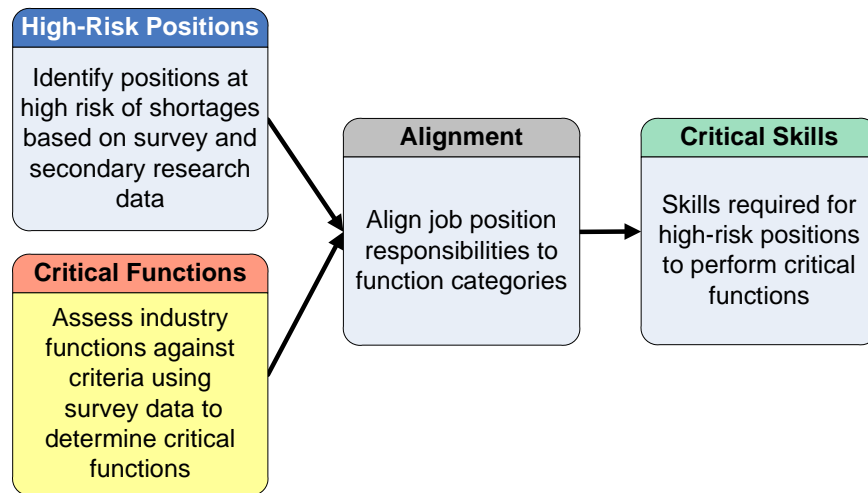 High-Risk Positions
Identify positions at
high risk of shortages
based on survey and
secondary research
data
Critical Functions
Assess industry
functions against
criteria using
survey data to
determine critical
functions
Alignment
Align job position
responsibilities to
function categories
Critical Skills
Skills required for
high-risk positions
to perform critical
functions